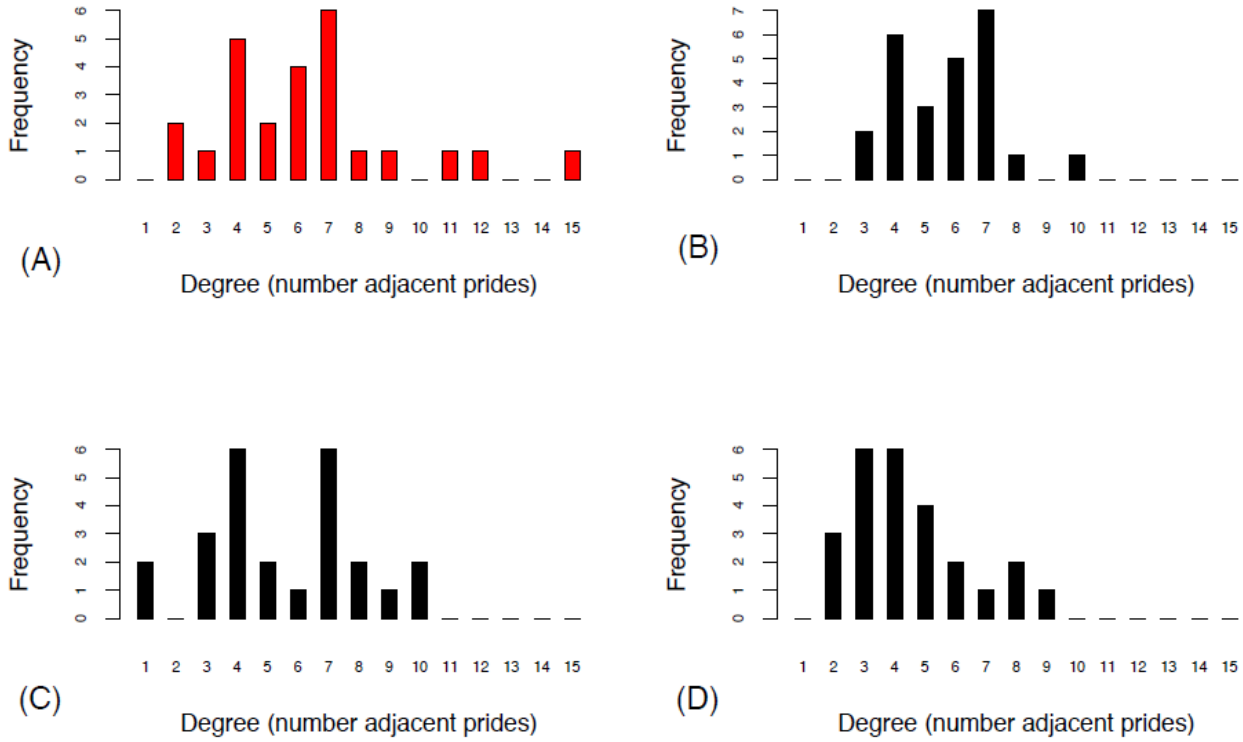 Frequency
0 1 2 3 4 5 6
1 2 3 4 5 6 7 8 9 10 11 12 13 14 15
(A)
Degree (number adjacent prides)
Frequency
0 1 2 3 4 5 6 7
1 2 3 4 5 6 7 8 9 10 11 12 13 14 15
(B)
Degree (number adjacent prides)
Frequency
0 1 2 3 4 5 6
1 2 3 4 5 6 7 8 9 10 11 12 13 14 15
(C)
Degree (number adjacent prides)
Frequency
0 1 2 3 4 5 6
1 2 3 4 5 6 7 8 9 10 11 12 13 14 15
(D)
Degree (number adjacent prides)